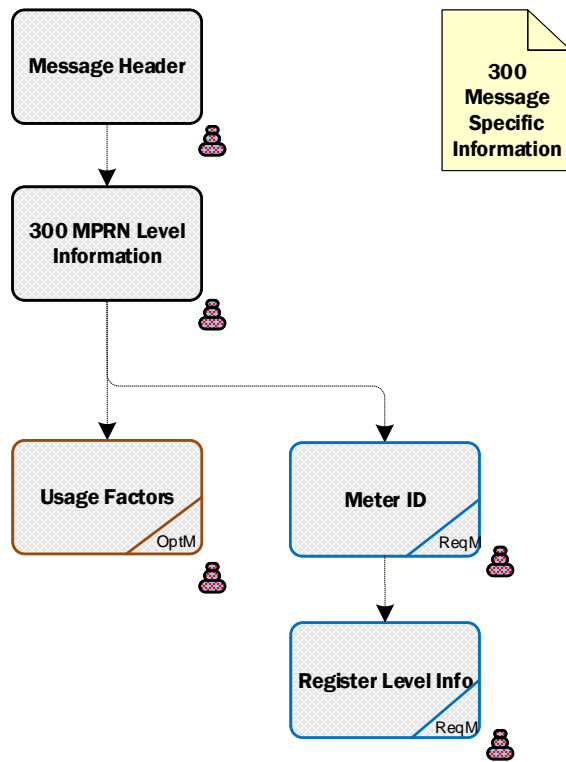 Message Header
300
Message
Specific
Information
300 MPRN Level
Information
Usage Factors
OptM
Meter ID
ReqM
Register Level Info
ReqM